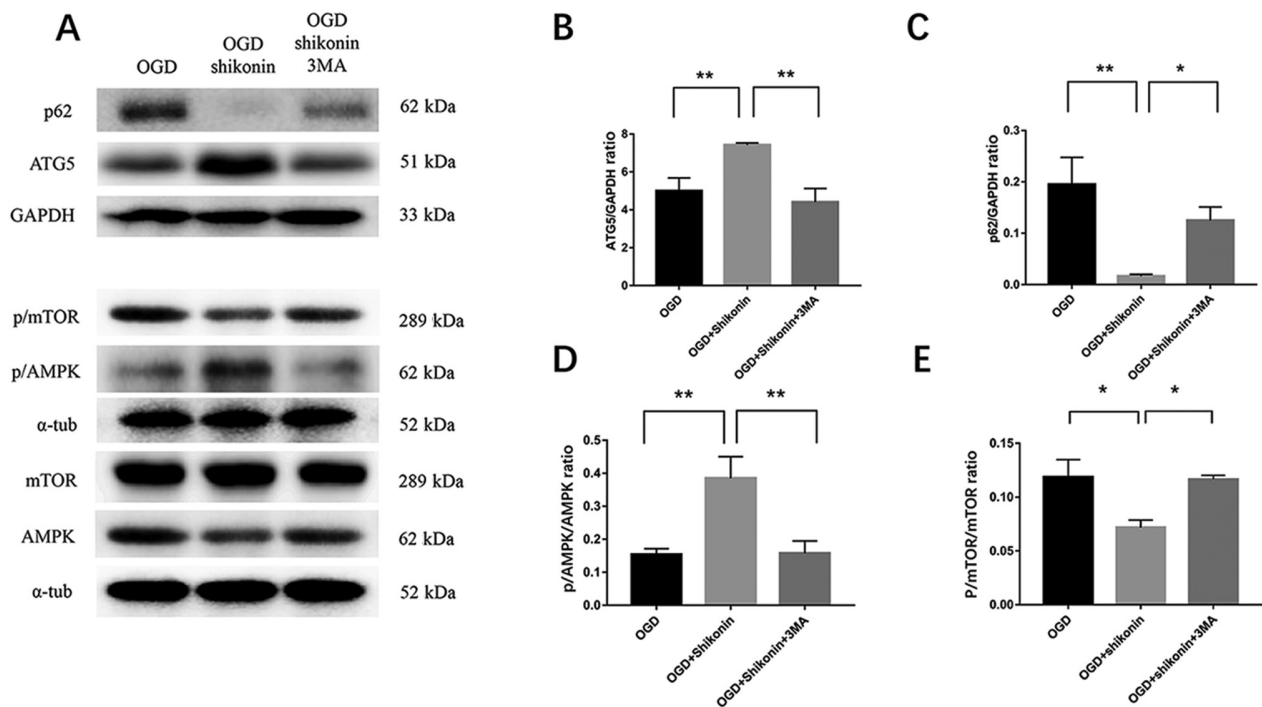 A
OGD
OGD
shikonin
OGD
shikonin
3MA
p62
62 kDa
ATG5
51 kDa
GAPDH
33 kDa
p/mTOR
289 kDa
p/AMPK
62 kDa
α-tub
52 kDa
mTOR
289 kDa
AMPK
62 kDa
α-tub
52 kDa
B
**
**
ATG5/GAPDH ratio
8
6
4
2
0
OGD
OGD+Shikonin
OGD+Shikonin+3MA
C
**
*
p62/GAPDH ratio
0.3
0.2
0.1
0.0
OGD
OGD+Shikonin
OGD+Shikonin+3MA
D
**
**
p/AMPK/AMPK ratio
0.5
0.4
0.3
0.2
0.1
0.0
OGD
OGD+Shikonin
OGD+Shikonin+3MA
E
*
*
P/mTOR/mTOR ratio
0.15
0.10
0.05
0.00
OGD
OGD+shikonin
OGD+shikonin+3MA